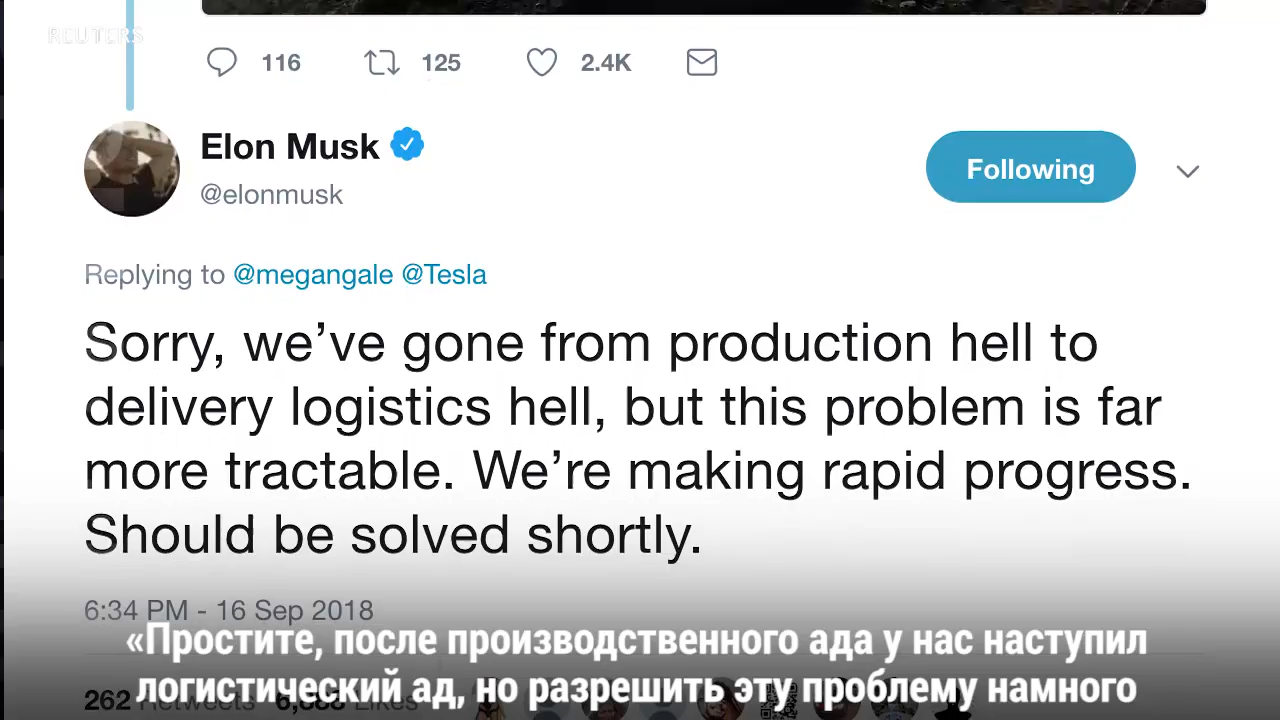 REUTERS
116 125 2.4K
Elon Musk
@elonmusk
Following
Replying to @megangale @Tesla
Sorry, we’ve gone from production hell to
delivery logistics hell, but this problem is far
more tractable. We’re making rapid progress.
Should be solved shortly.
6:34 PM - 16 Sep 2018
«Простите, после производственного ада у нас наступил
логистический ад, но разрешить эту проблему намного
262 Retweets Likes